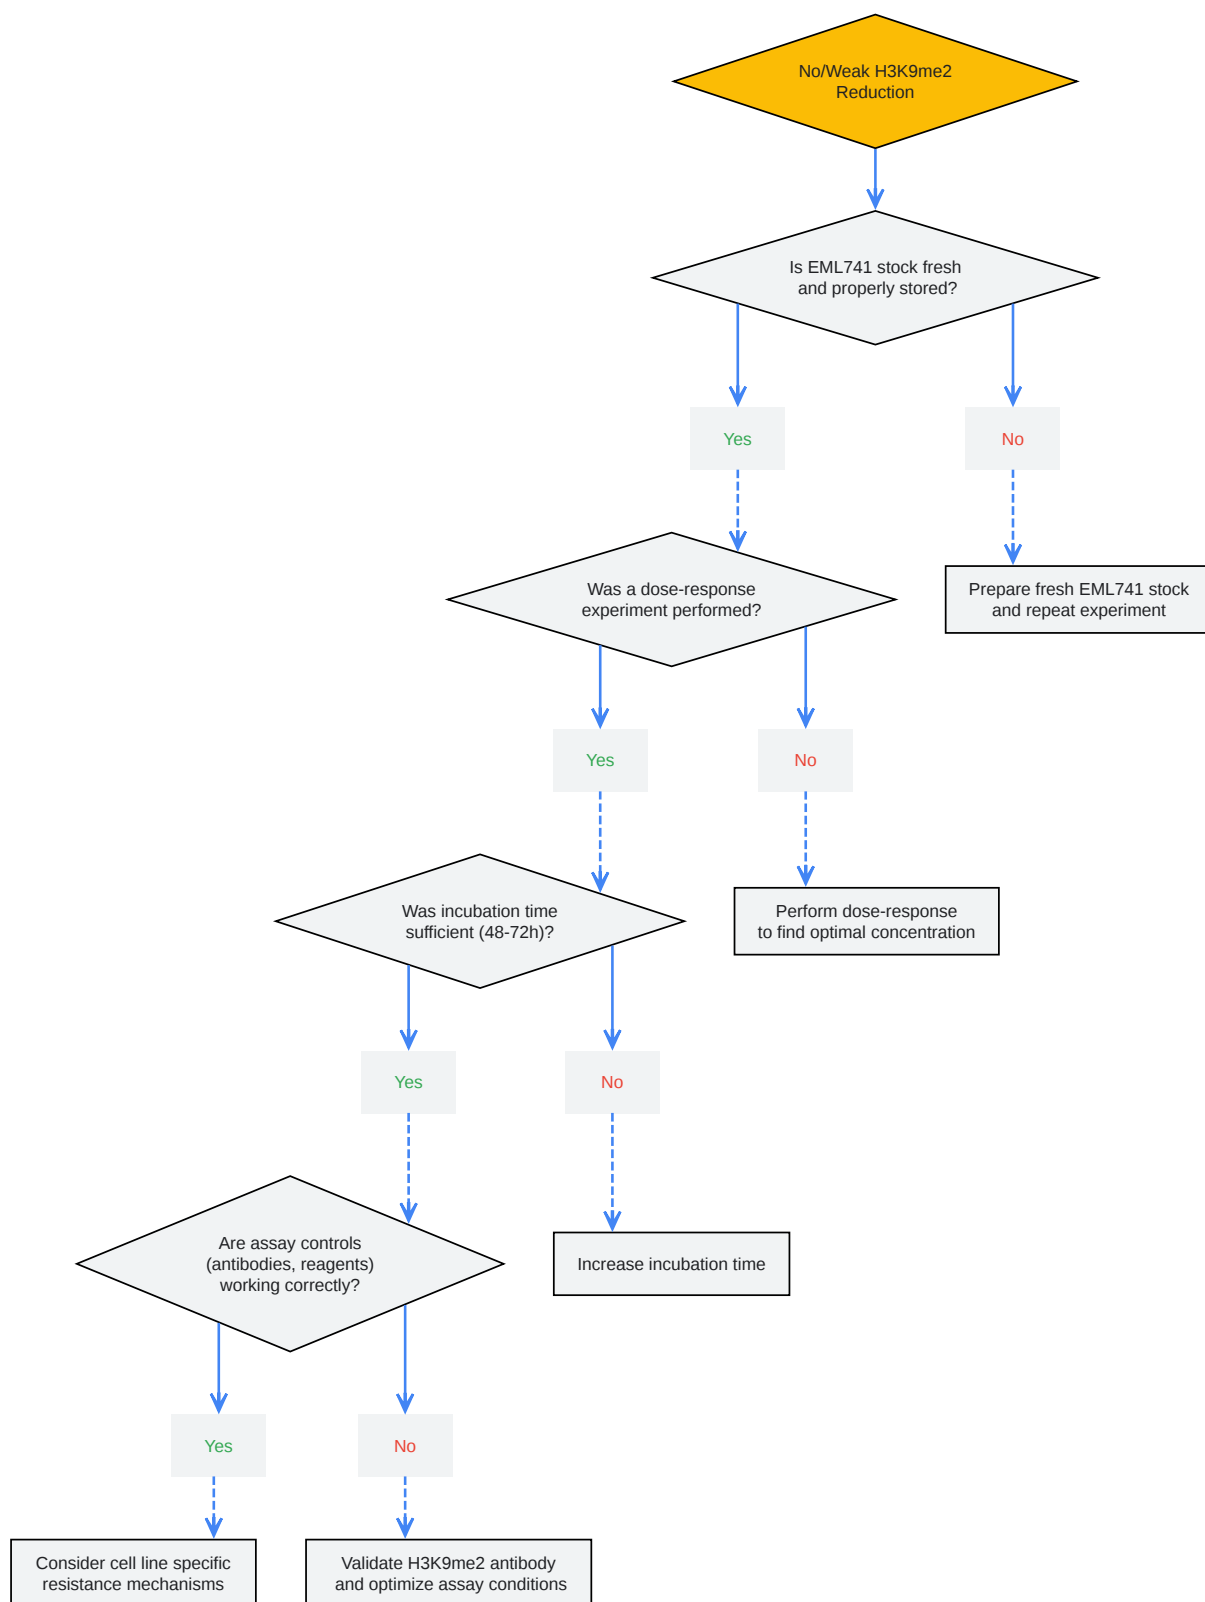 No/Weak H3K9me2
Reduction
Is EML741 stock fresh
and properly stored?
Yes
No
Was a dose-response
experiment performed?
Prepare fresh EML741 stock
and repeat experiment
Yes
No
Was incubation time
sufficient (48-72h)?
Perform dose-response
to find optimal concentration
Yes
No
Are assay controls
(antibodies, reagents)
working correctly?
Increase incubation time
Yes
No
Consider cell line specific
resistance mechanisms
Validate H3K9me2 antibody
and optimize assay conditions